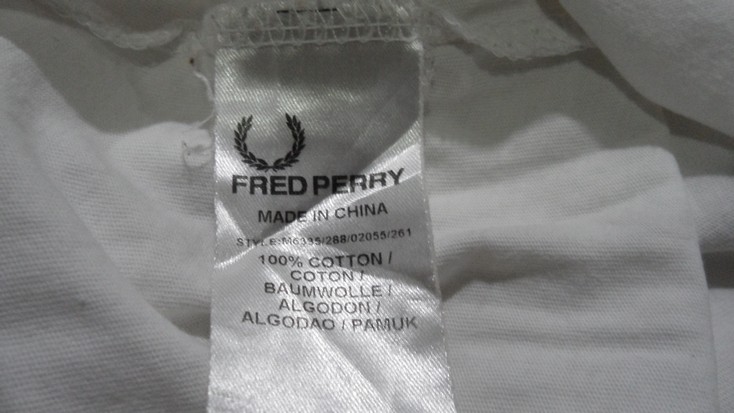 FRED PERRY
MADE IN CHINA
STYLE:M6335/288/02055/261
100% COTTON /
COTON /
BAUMWOLLE /
ALGODON /
ALGODAO / PAMUK